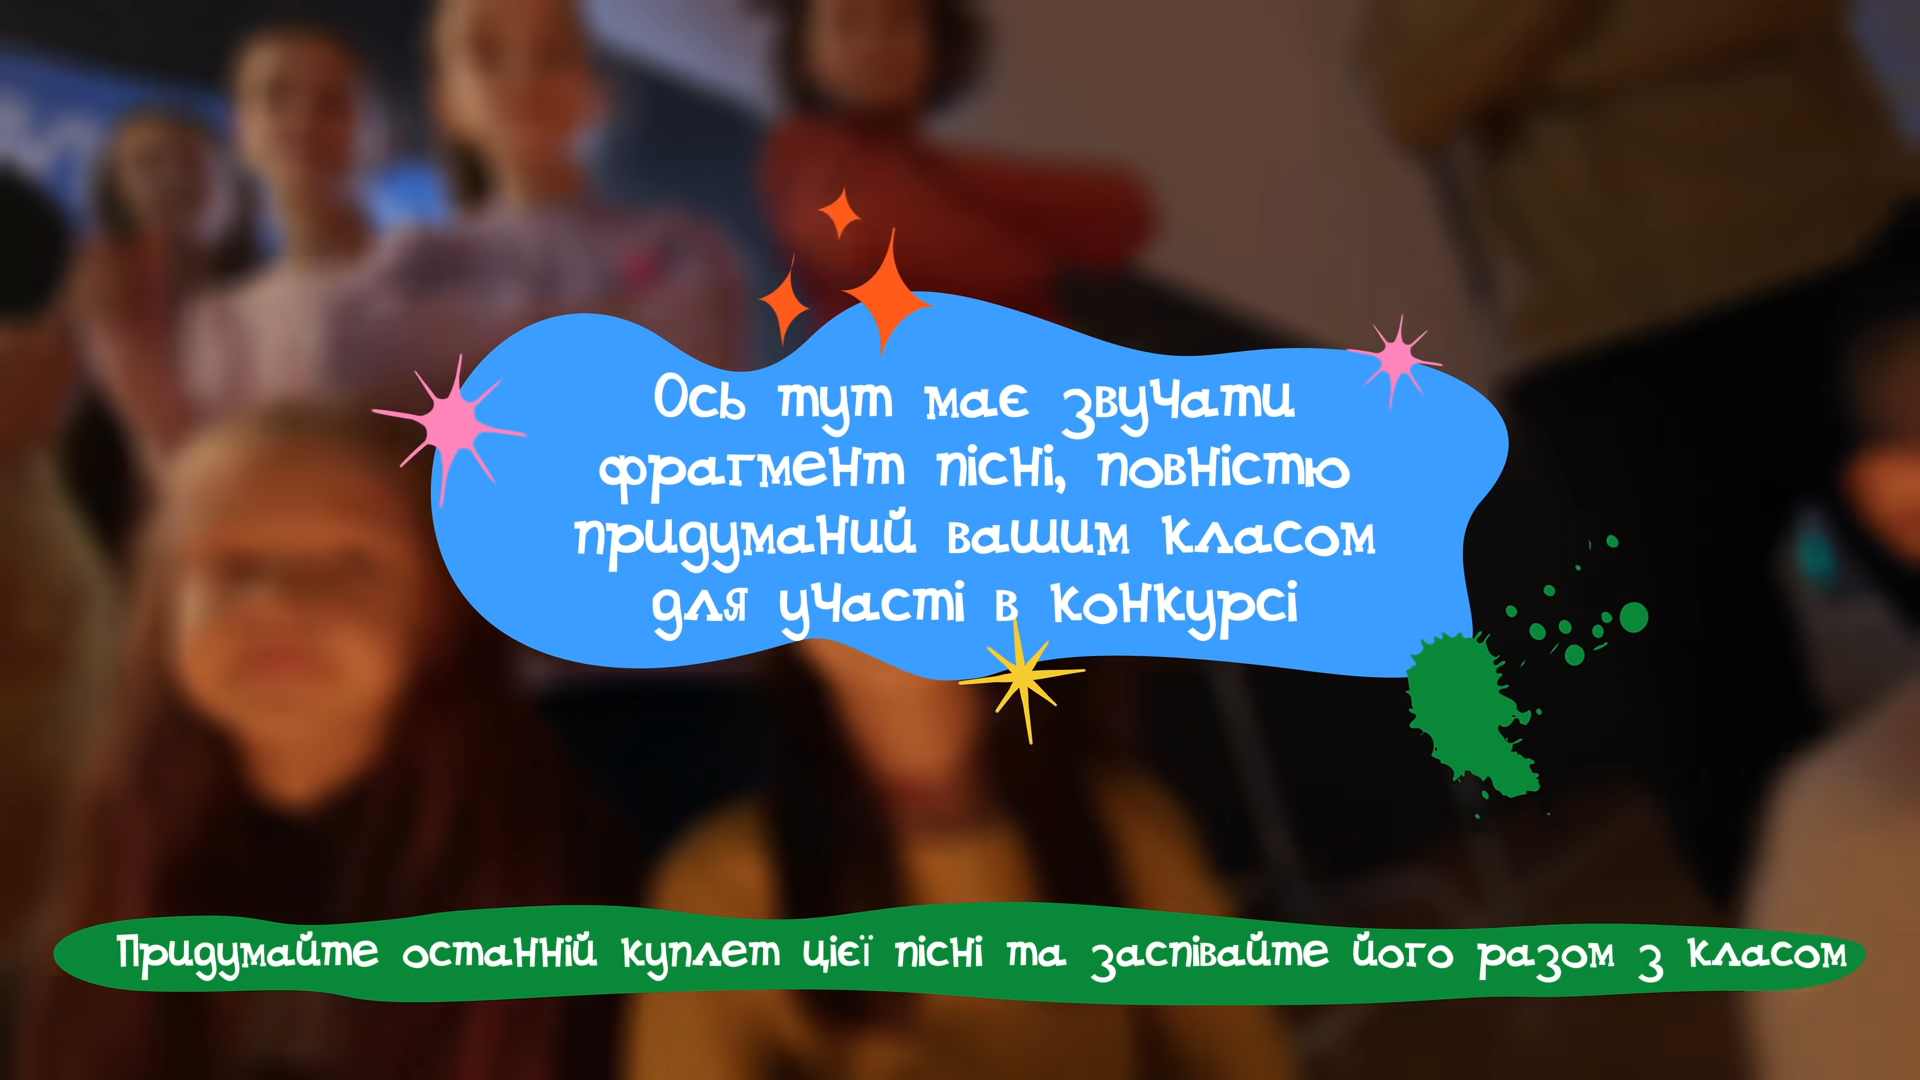 Ось тут має звучати
фрагмент пісні, повністю
придуманий вашим класом
для участі в конкурсі
Придумайте останній куплет цієї пісні та заспівайте його разом з класом